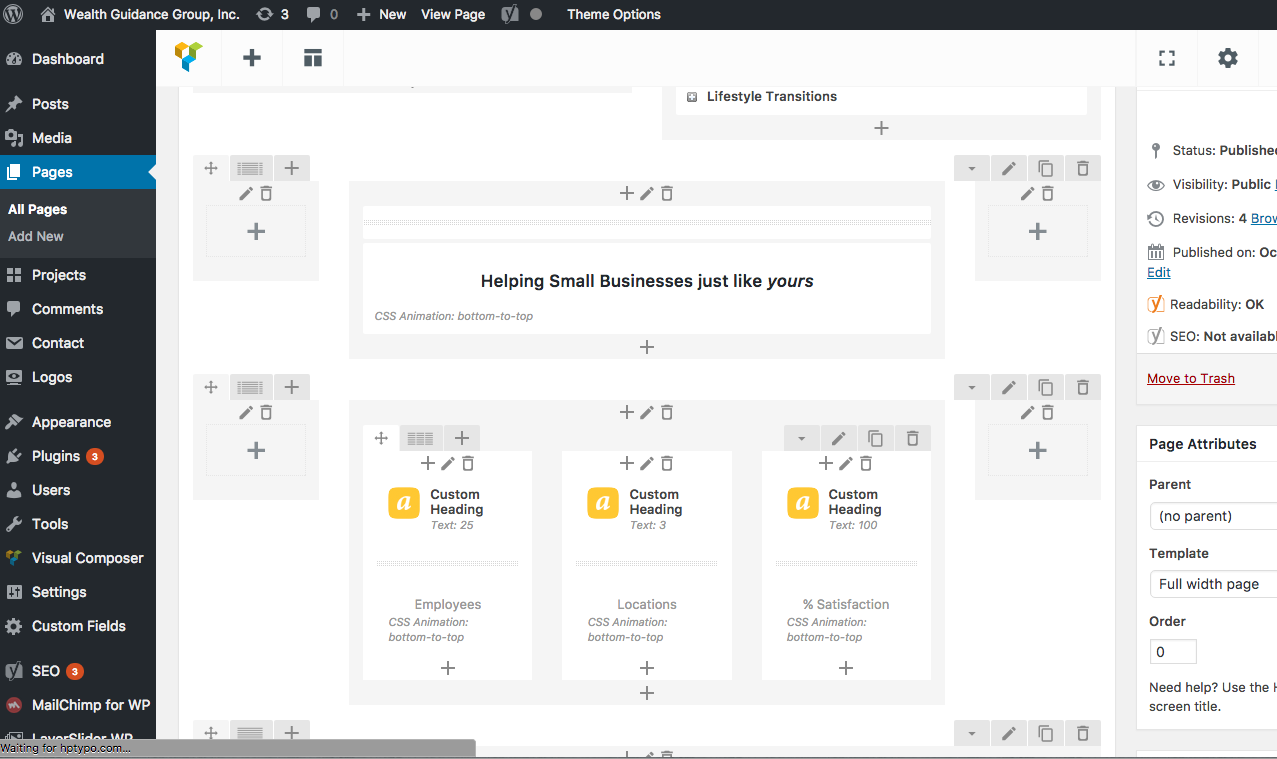 Wealth Guidance Group, Inc.
3
0
New
View Page
Theme Options
Dashboard
Posts
Media
Pages
All Pages
Add New
Projects
Comments
Contact
Logos
Appearance
Plugins 3
Users
Tools
Visual Composer
Settings
Custom Fields
SEO 3
MailChimp for WP
LayerSlider WP
Waiting for hptypo.com...
Lifestyle Transitions
Helping Small Businesses just like yours
CSS Animation: bottom-to-top
a
Custom
Heading
Text: 25
Employees
CSS Animation:
bottom-to-top
a
Custom
Heading
Text: 3
Locations
CSS Animation:
bottom-to-top
a
Custom
Heading
Text: 100
% Satisfaction
CSS Animation:
bottom-to-top
Status: Published
Visibility: Public
Revisions: 4 Brow
Published on: Oc
Edit
Readability: OK
SEO: Not availabl
Move to Trash
Page Attributes
Parent
(no parent)
Template
Full width page
Order
0
Need help? Use the H
screen title.